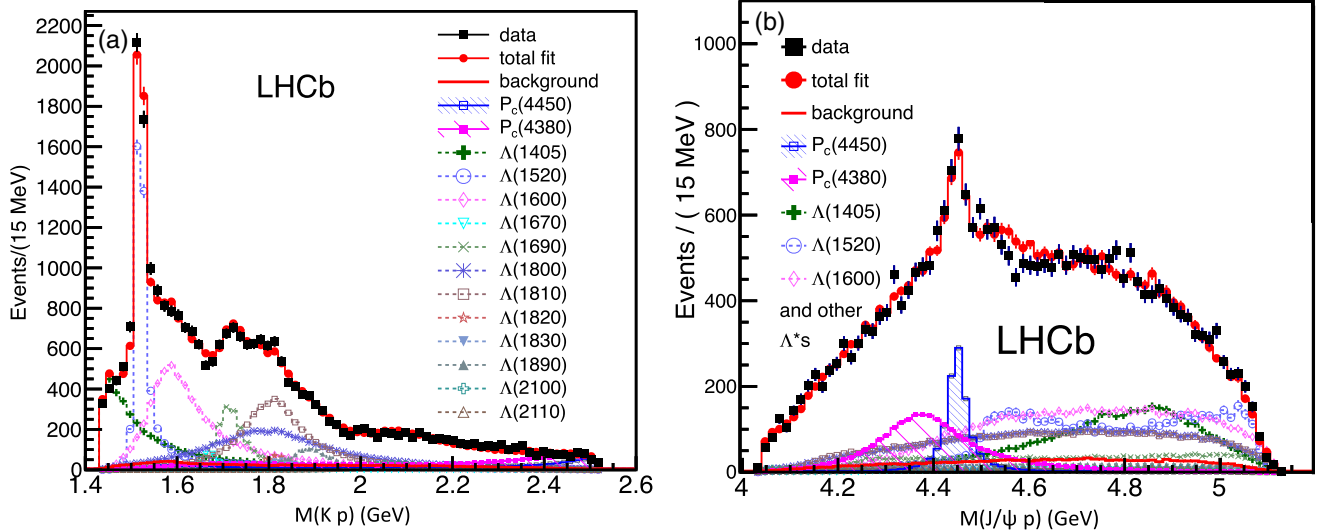 (a)
LHCb
data
total fit
background
Pc(4450)
Pc(4380)
Λ(1405)
Λ(1520)
Λ(1600)
Λ(1670)
Λ(1690)
Λ(1800)
Λ(1810)
Λ(1820)
Λ(1830)
Λ(1890)
Λ(2100)
Λ(2110)
Events/(15 MeV)
2200
2000
1800
1600
1400
1200
1000
800
600
400
200
0
1.4 1.6 1.8 2 2.2 2.4 2.6
M(K p) (GeV)
(b)
data
total fit
background
Pc(4450)
Pc(4380)
Λ(1405)
Λ(1520)
Λ(1600)
and other
Λ*s
LHCb
Events / ( 15 MeV )
1000
800
600
400
200
0
4 4.2 4.4 4.6 4.8 5
M(J/ψ p) (GeV)